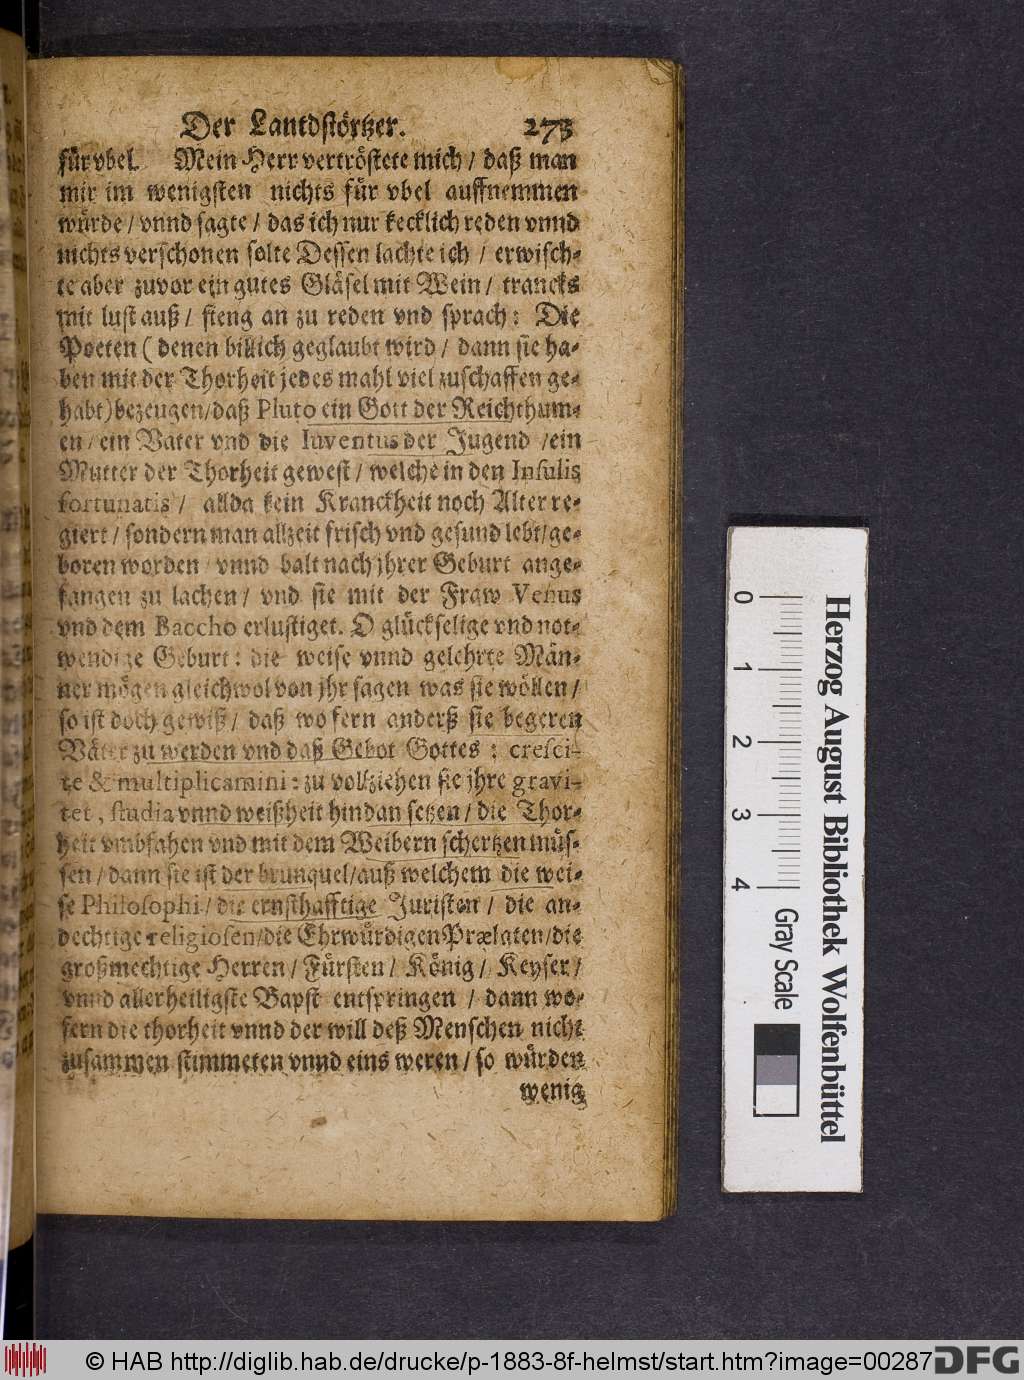 Der Lantdstörtzer. 273
für vbel. Mein Herr vertröstete mich / daß man
mir im wenigsten nichts für vbel auffnemmen
würde / vnnd sagte / das ich nur kecklich reden vnnd
nichts verschonen solte Dessen lachte ich / erwisch-
te aber zuvor ein gutes Gläsel mit Wein / trancks
mit lust auß / fieng an zu reden vnd sprach: Die
Poeten ( denen billich geglaubt wird / dann sie ha-
ben mit der Thorheit jedes mahl viel zuschaffen ge-
habt) bezeugen / daß Pluto ein Gott der Reichthum-
en / ein Vater vnd die Iuventus der Jugend / ein
Mutter der Thorheit gewest / welche in den Insulis
fortunatis / allda kein Kranckheit noch Alter re-
giert / sondern man allzeit frisch vnd gesund lebt / ge-
boren worden / vnnd balt nach jhrer Geburt ange-
fangen zu lachen / vnd sie mit der Fraw Venus
vnd dem Baccho erlustiget. O glückselige vnd not-
wendige Geburt: die weise vnnd gelehrte Män-
ner mögen gleichwol von jhr sagen was sie wöllen /
so ist doch gewiß / daß wo fern anderß sie begeren
Väter zu werden vnd daß Gebot Gottes: cresci-
te & multiplicamini: zu vollziehen sie jhre gravi-
tet, studia vnnd weißheit hindan setzen / die Thor-
heit vmbfahen vnd mit dem Weibern schertzen müs-
sen / dann sie ist der brunquel / auß welchem die wei-
se Philosophi / die ernsthafftige Juristen / die an-
dechtige religiosen / die Ehrwürdigen Prælaten / die
großmechtige Herren / Fürsten / König / Keyser /
vnnd allerheiligste Bapst entspringen / dann wo-
fern die thorheit vnnd der will deß Menschen nicht
zusammen stimmeten vnnd eins weren / so würden
wenig
0 1 2 3 4
Gray Scale
Herzog August Bibliothek Wolfenbüttel
© HAB http://diglib.hab.de/drucke/p-1883-8f-helmst/start.htm?image=00287
DFG